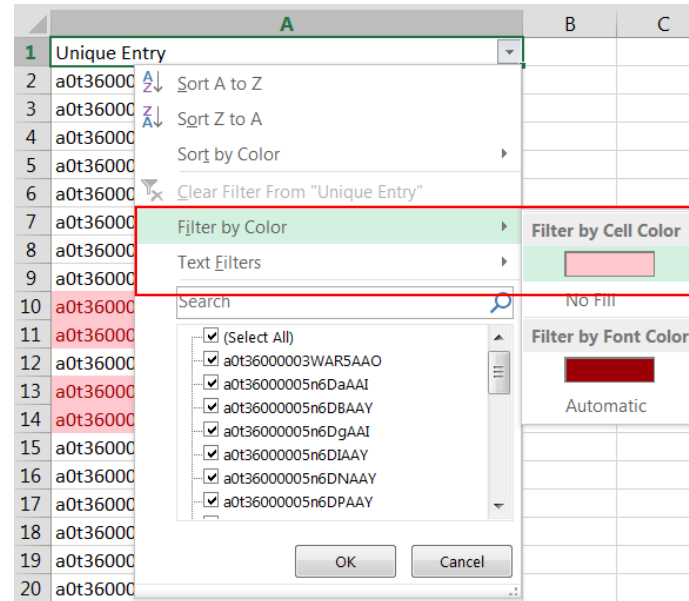 A B C
1 Unique Entry
2 a0t36000
3 a0t36000
4 a0t36000
5 a0t36000
6 a0t36000
7 a0t36000
8 a0t36000
9 a0t36000
10 a0t36000
11 a0t36000
12 a0t36000
13 a0t36000
14 a0t36000
15 a0t36000
16 a0t36000
17 a0t36000
18 a0t36000
19 a0t36000
20 a0t36000
A
Z Sort A to Z
Z
A Sort Z to A
Sort by Color
Clear Filter From "Unique Entry"
Filter by Color
Text Filters
Search
(Select All)
a0t36000003WAR5AAO
a0t36000005n6DaAAI
a0t36000005n6DBAAY
a0t36000005n6DgAAI
a0t36000005n6DIAAY
a0t36000005n6DNAAY
a0t36000005n6DPAAY
OK Cancel
Filter by Cell Color
No Fill
Filter by Font Color
Automatic